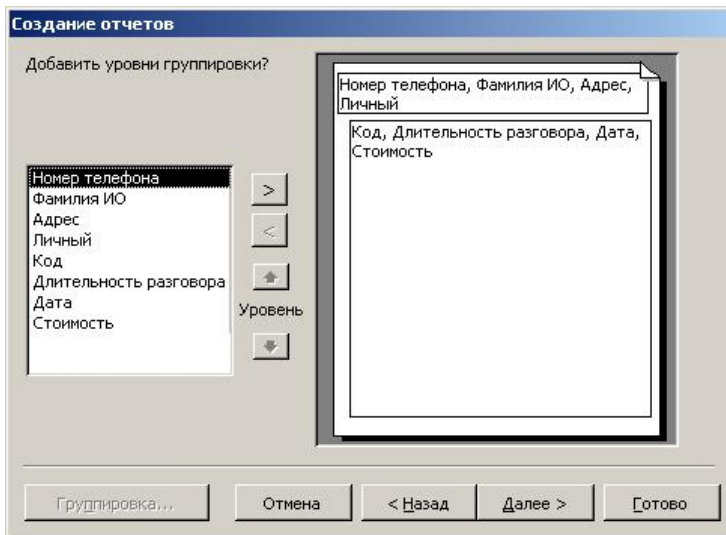 Создание отчетов
Добавить уровни группировки?
Номер телефона
Фамилия ИО
Адрес
Личный
Код
Длительность разговора
Дата
Стоимость
>
<
Уровень
Номер телефона, Фамилия ИО, Адрес,
Личный
Код, Длительность разговора, Дата,
Стоимость
Группировка...
Отмена
< Назад
Далее >
Готово